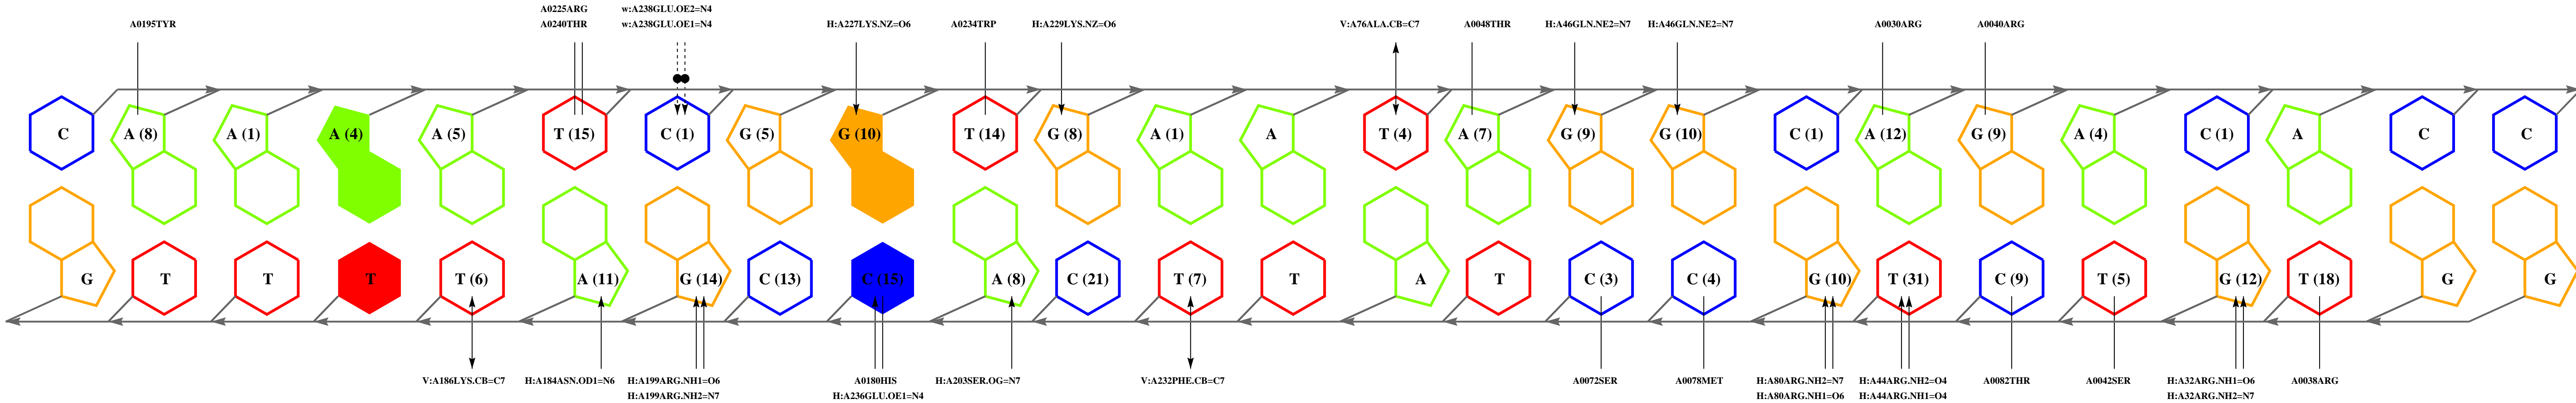 A0225ARG w:A238GLU.OE2=N4
A0195TYR A0240THR w:A238GLU.OE1=N4 H:A227LYS.NZ=O6 A0234TRP H:A229LYS.NZ=O6 V:A76ALA.CB=C7 A0048THR H:A46GLN.NE2=N7 H:A46GLN.NE2=N7 A0030ARG A0040ARG
C A (8) A (1) A (4) A (5) T (15) C (1) G (5) G (10) T (14) G (8) A (1) A T (4) A (7) G (9) G (10) C (1) A (12) G (9) A (4) C (1) A C C
G T T T T (6) A (11) G (14) C (13) C (15) A (8) C (21) T (7) T A T C (3) C (4) G (10) T (31) C (9) T (5) G (12) T (18) G G
V:A186LYS.CB=C7 H:A184ASN.OD1=N6 H:A199ARG.NH1=O6 A0180HIS H:A203SER.OG=N7 V:A232PHE.CB=C7 A0072SER A0078MET H:A80ARG.NH2=N7 H:A44ARG.NH2=O4 A0082THR A0042SER H:A32ARG.NH1=O6 A0038ARG
H:A199ARG.NH2=N7 H:A236GLU.OE1=N4 H:A80ARG.NH1=O6 H:A44ARG.NH1=O4 H:A32ARG.NH2=N7